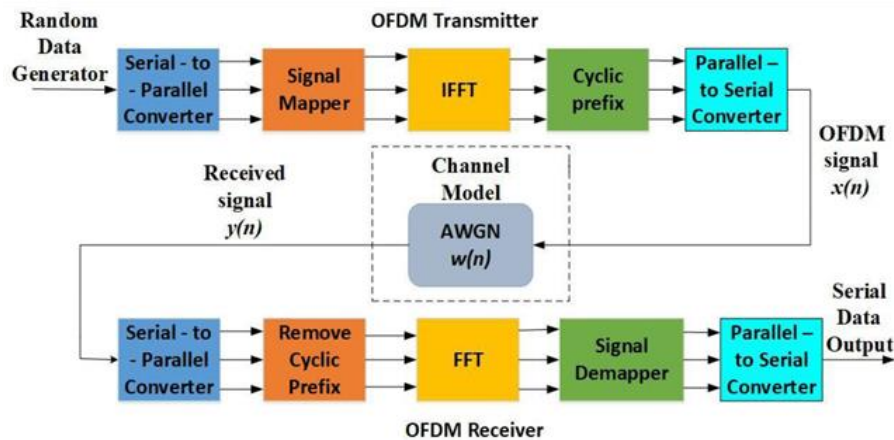 Random
Data
Generator
OFDM Transmitter
Serial - to
- Parallel
Converter
Signal
Mapper
IFFT
Cyclic
prefix
Parallel –
to Serial
Converter
OFDM
signal
x(n)
Channel
Model
AWGN
w(n)
Received
signal
y(n)
Serial - to
- Parallel
Converter
Remove
Cyclic
Prefix
FFT
Signal
Demapper
Parallel –
to Serial
Converter
Serial
Data
Output
OFDM Receiver